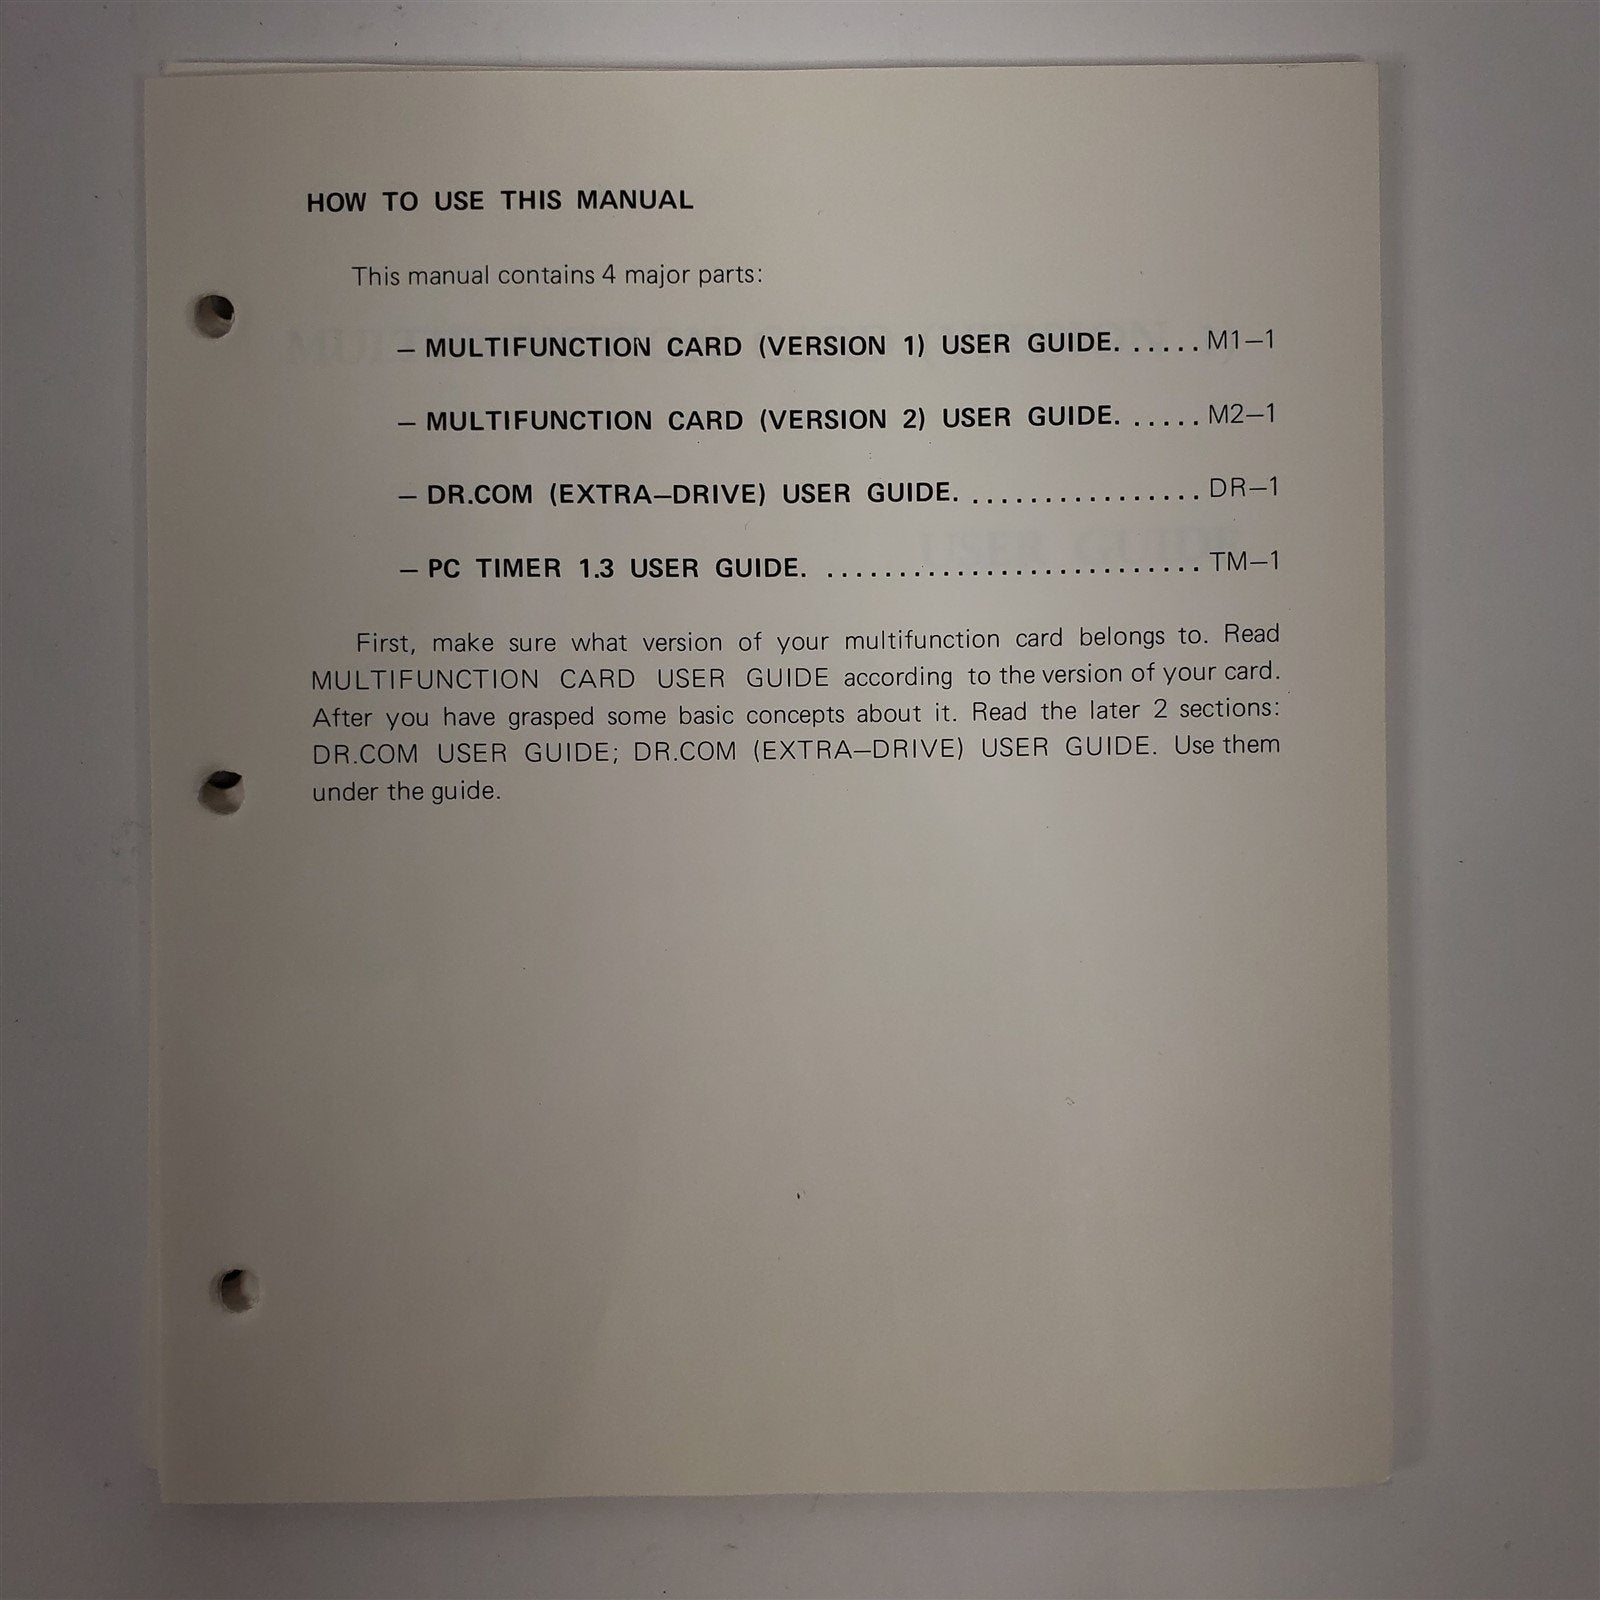 HOW TO USE THIS MANUAL
This manual contains 4 major parts:
– MULTIFUNCTION CARD (VERSION 1) USER GUIDE. ..... M1–1
– MULTIFUNCTION CARD (VERSION 2) USER GUIDE. ..... M2–1
– DR.COM (EXTRA–DRIVE) USER GUIDE. ................ DR–1
– PC TIMER 1.3 USER GUIDE. .......................... TM–1
First, make sure what version of your multifunction card belongs to. Read
MULTIFUNCTION CARD USER GUIDE according to the version of your card.
After you have grasped some basic concepts about it. Read the later 2 sections:
DR.COM USER GUIDE; DR.COM (EXTRA–DRIVE) USER GUIDE. Use them
under the guide.